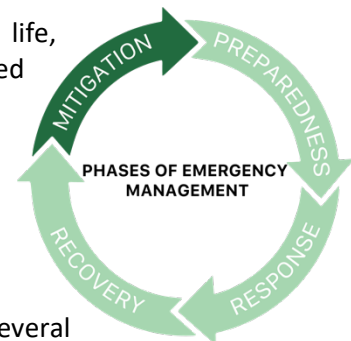 life,
ed
MITIGATION
PREPAREDNESS
PHASES OF EMERGENCY
MANAGEMENT
RECOVERY
RESPONSE
everal